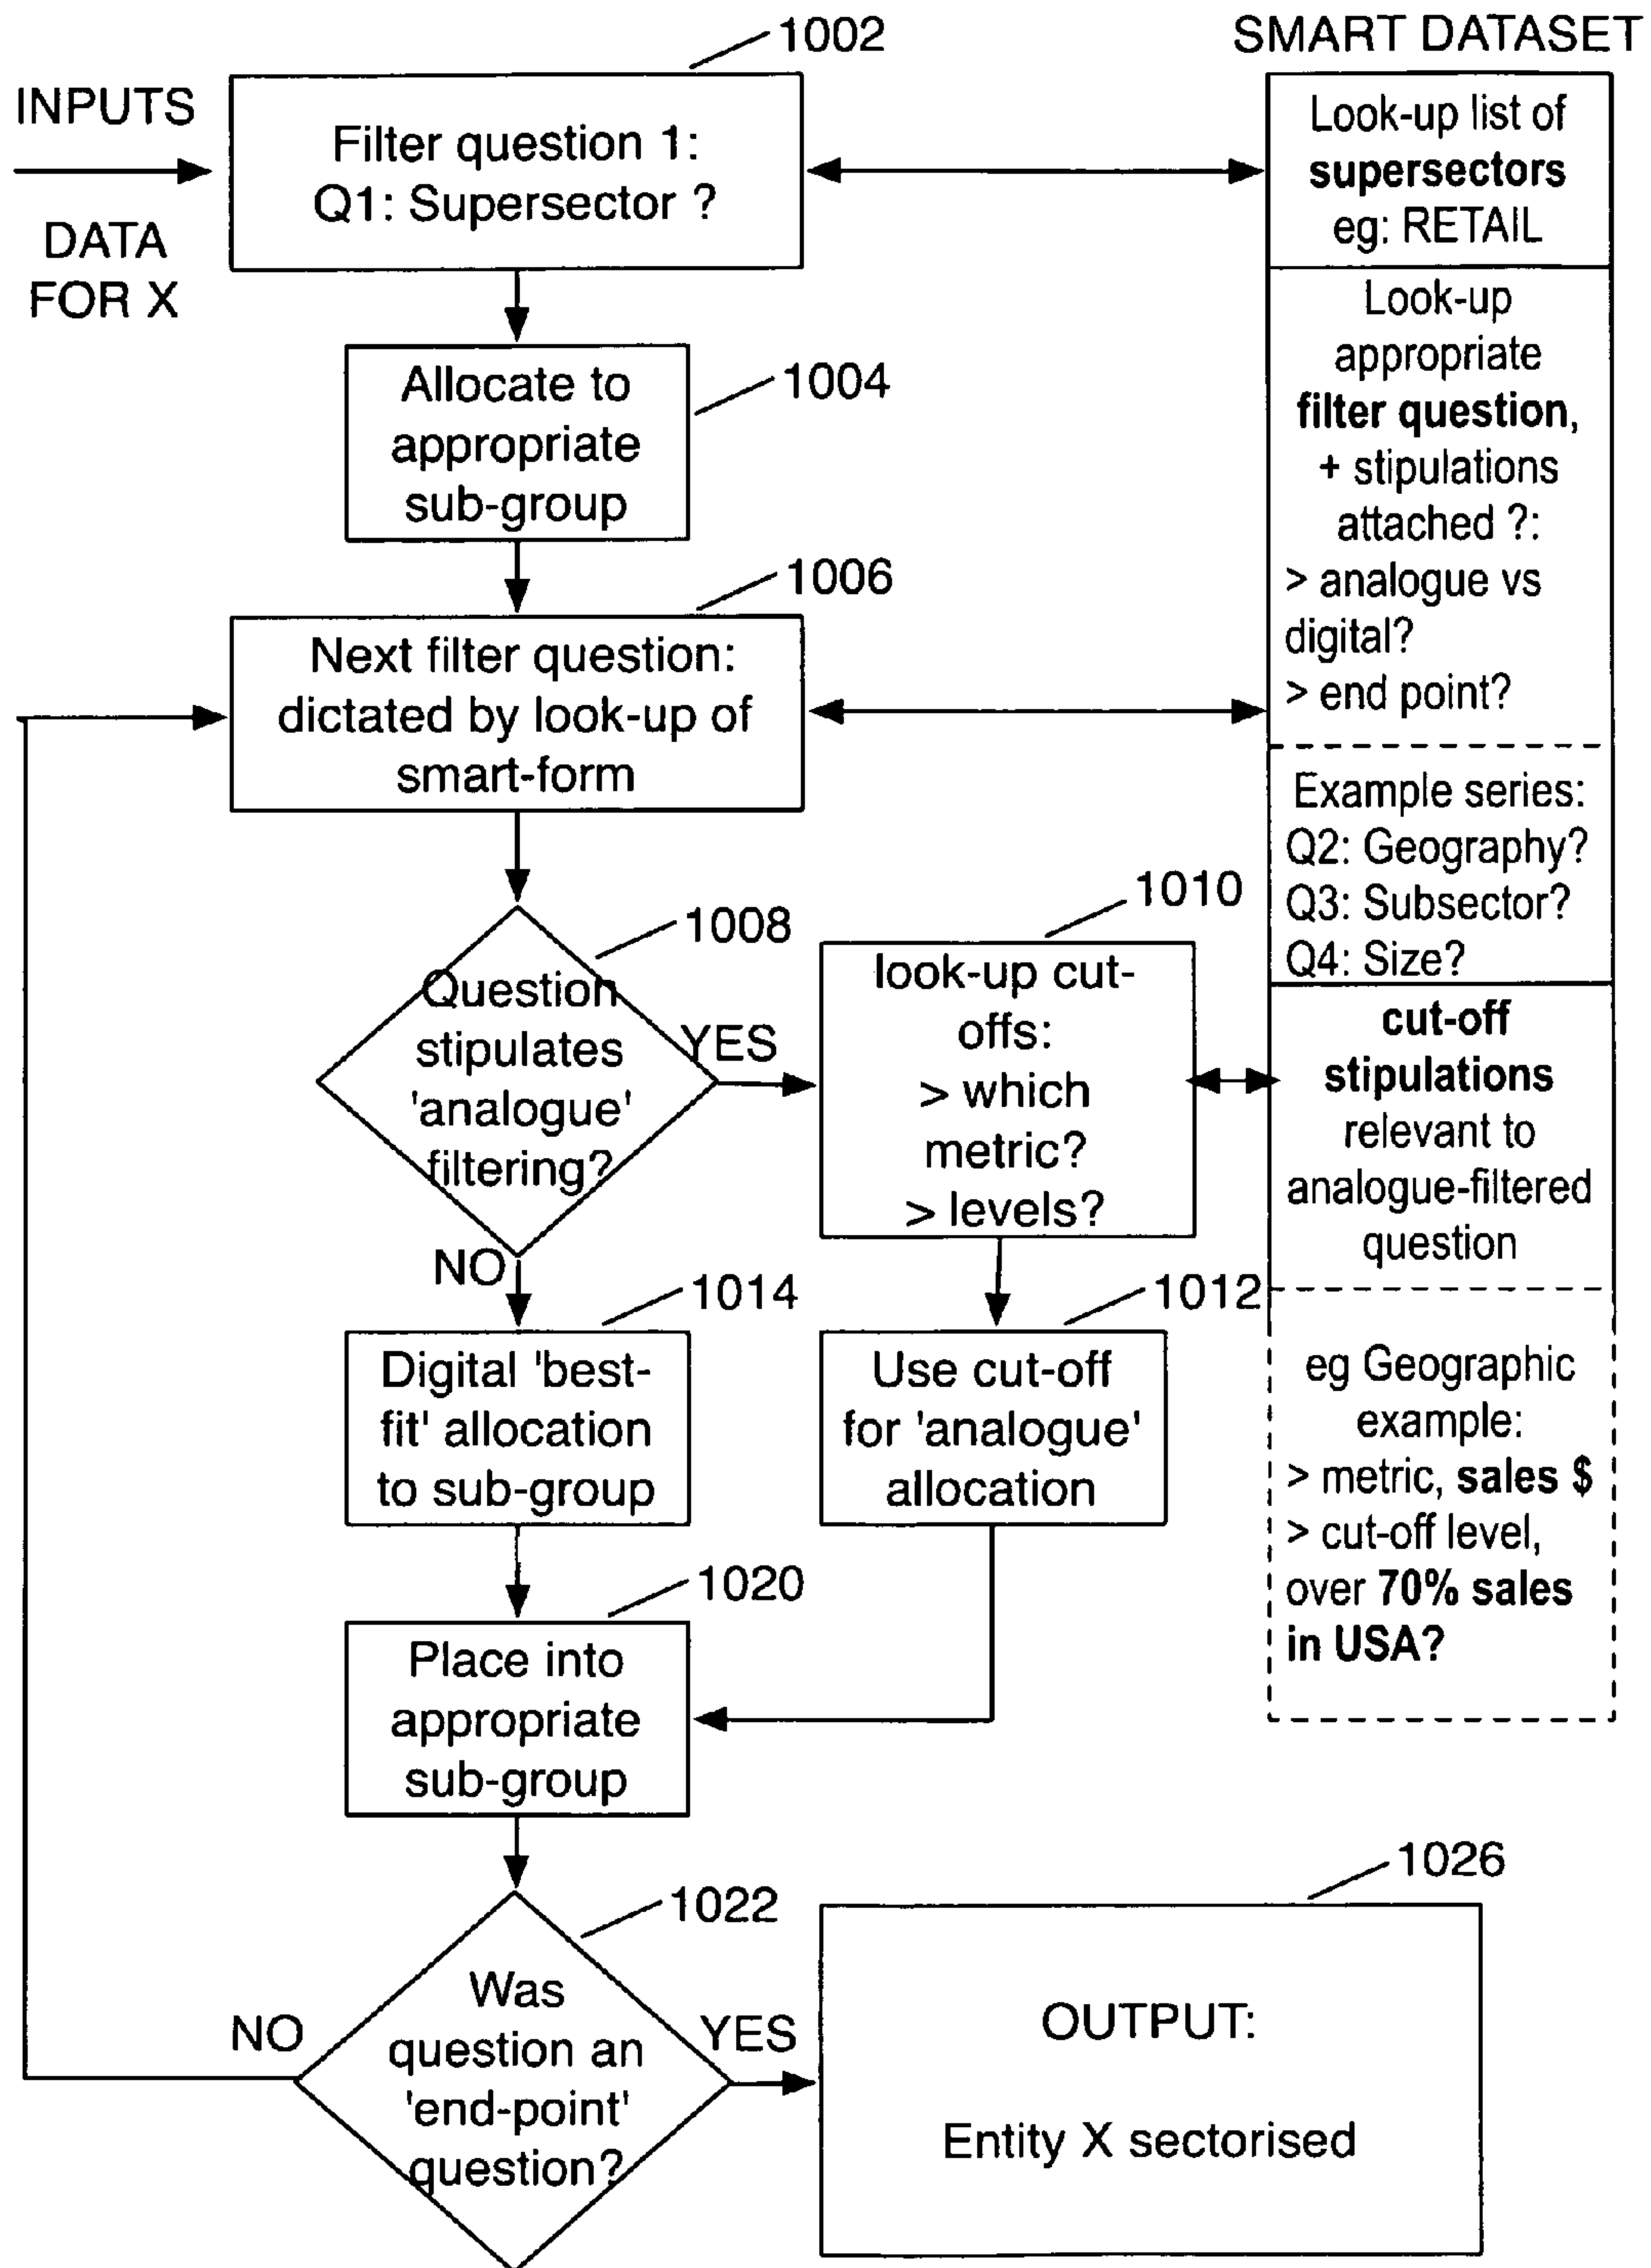 1002
SMART DATASET
INPUTS
DATA
FOR X
Filter question 1:
Q1: Supersector ?
Look-up list of
supersectors
eg: RETAIL
Allocate to
appropriate
sub-group
1004
Look-up
appropriate
filter question,
+ stipulations
attached ?:
> analogue vs
digital?
> end point?
1006
Next filter question:
dictated by look-up of
smart-form
Example series:
Q2: Geography?
Q3: Subsector?
Q4: Size?
1008
Question
stipulates
'analogue'
filtering?
YES
NO
1010
look-up cut-
offs:
> which
metric?
> levels?
cut-off
stipulations
relevant to
analogue-filtered
question
1014
Digital 'best-
fit' allocation
to sub-group
1012
Use cut-off
for 'analogue'
allocation
eg Geographic
example:
> metric, sales $
> cut-off level,
over 70% sales
in USA?
1020
Place into
appropriate
sub-group
1022
Was
question an
'end-point'
question?
NO
YES
1026
OUTPUT:
Entity X sectorised